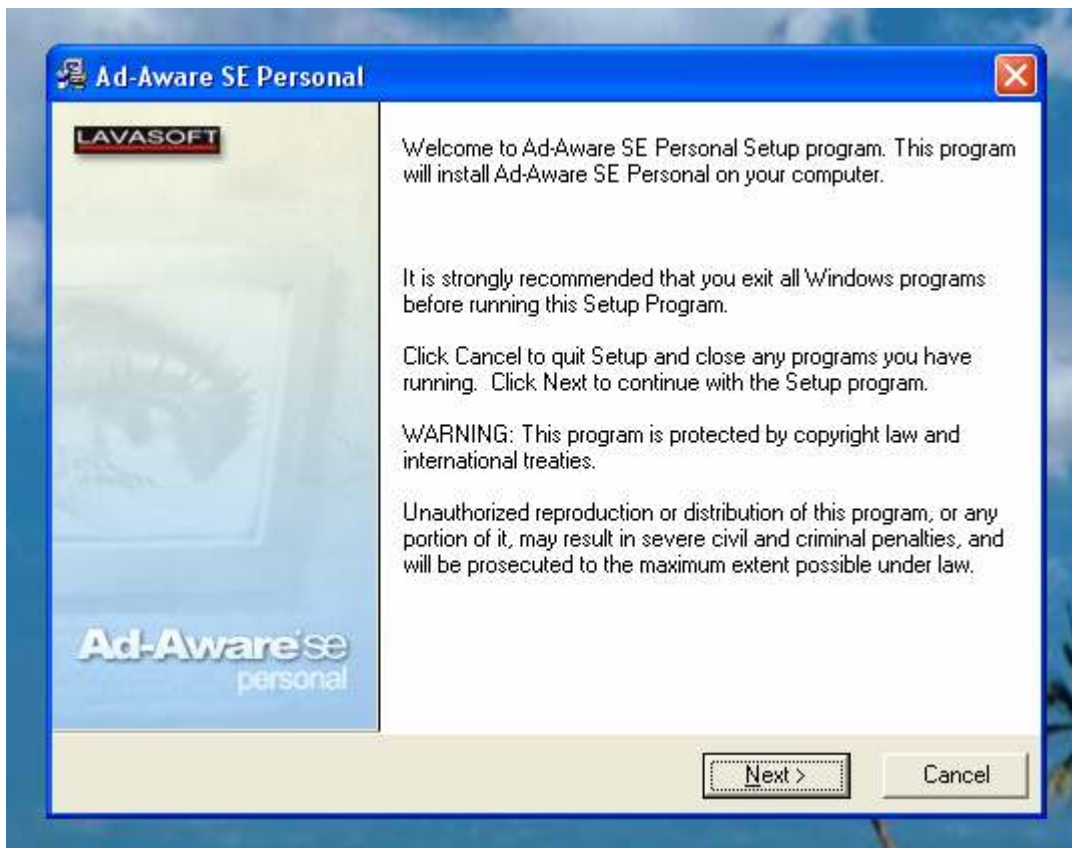 Ad-Aware SE Personal
LAVASOFT
Welcome to Ad-Aware SE Personal Setup program. This program
will install Ad-Aware SE Personal on your computer.
It is strongly recommended that you exit all Windows programs
before running this Setup Program.
Click Cancel to quit Setup and close any programs you have
running.  Click Next to continue with the Setup program.
WARNING: This program is protected by copyright law and
international treaties.
Unauthorized reproduction or distribution of this program, or any
portion of it, may result in severe civil and criminal penalties, and
will be prosecuted to the maximum extent possible under law.
Ad-Aware'se
personal
Next >
Cancel